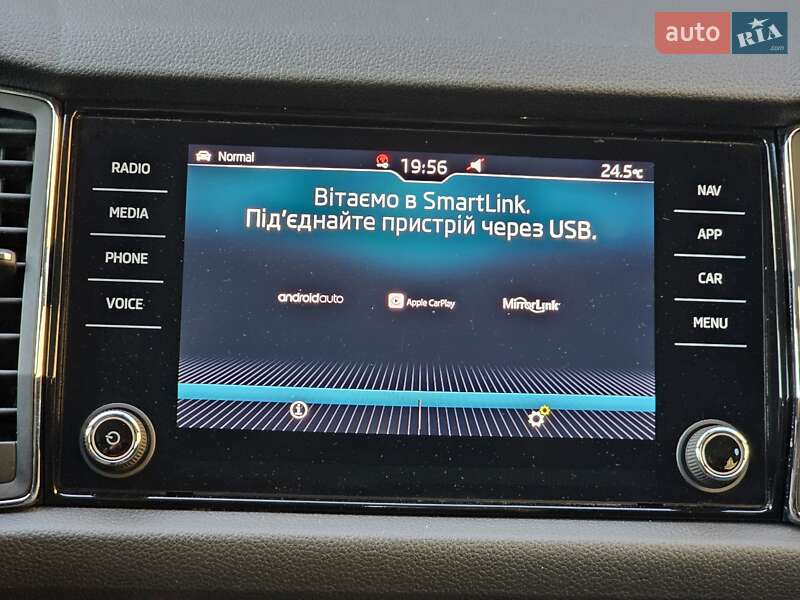 auto RIA
.com
Normal 19:56 24.5°C
RADIO
MEDIA
PHONE
VOICE
Вітаємо в SmartLink.
Під'єднайте пристрій через USB.
androidauto Apple CarPlay MirrorLink
NAV
APP
CAR
MENU